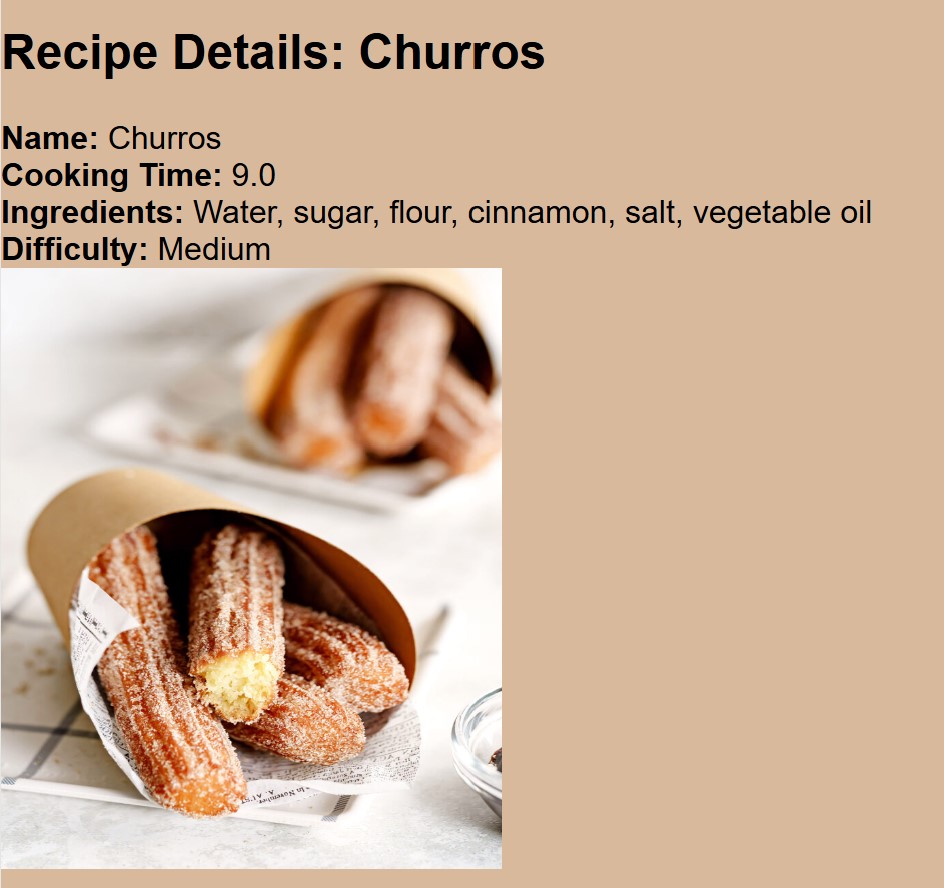 Recipe Details: Churros
Name: Churros
Cooking Time: 9.0
Ingredients: Water, sugar, flour, cinnamon, salt, vegetable oil
Difficulty: Medium